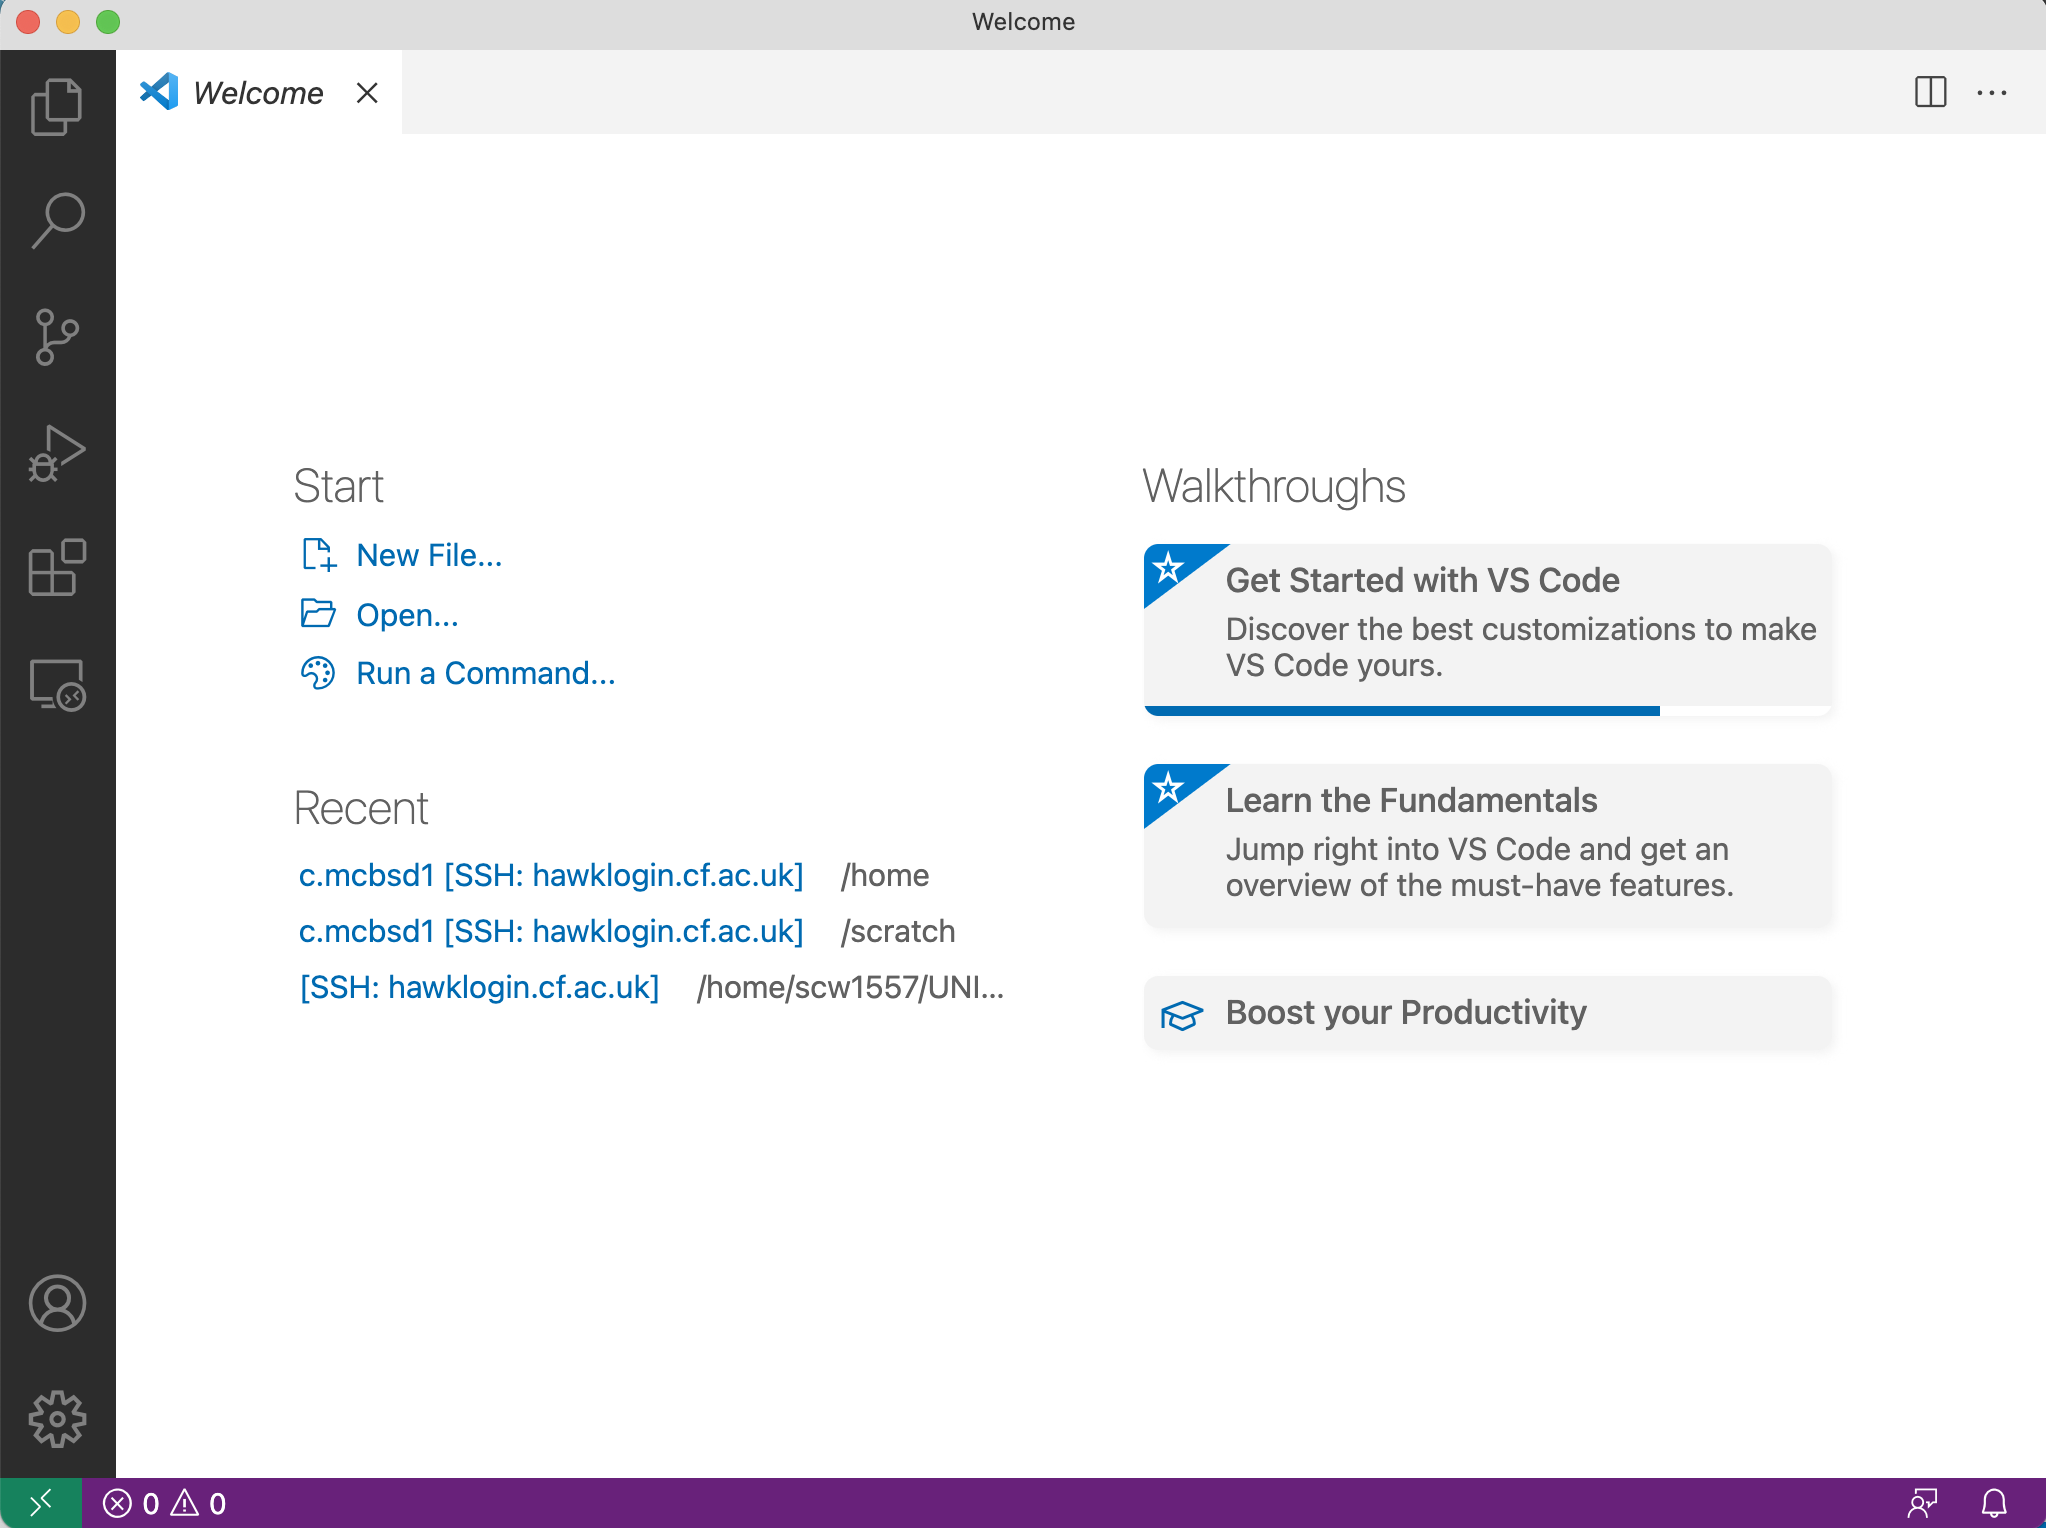 Welcome
Welcome
Start
New File...
Open...
Run a Command...
Recent
c.mcbsd1 [SSH: hawklogin.cf.ac.uk] /home
c.mcbsd1 [SSH: hawklogin.cf.ac.uk] /scratch
[SSH: hawklogin.cf.ac.uk] /home/scw1557/UNI...
Walkthroughs
Get Started with VS Code
Discover the best customizations to make
VS Code yours.
Learn the Fundamentals
Jump right into VS Code and get an
overview of the must-have features.
Boost your Productivity
0 0